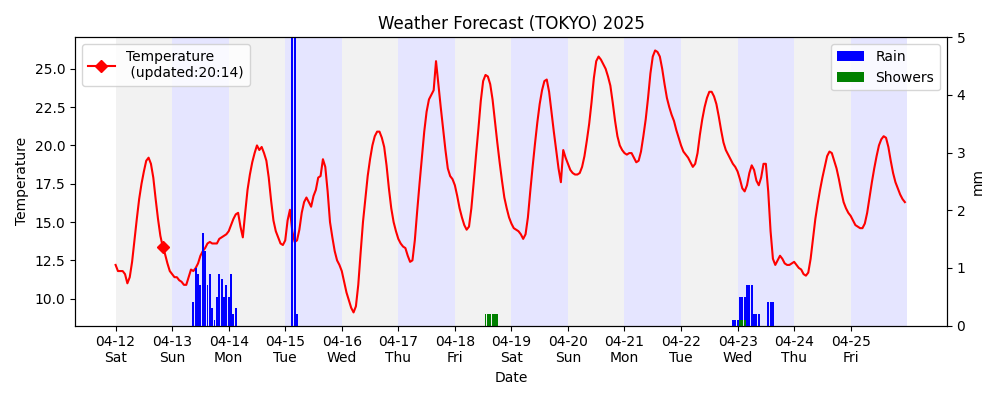 Weather Forecast (TOKYO) 2025
Temperature
(updated:20:14)
Rain
Showers
Temperature
25.0
22.5
20.0
17.5
15.0
12.5
10.0
5
4
3
2
1
0
mm
04-12 04-13 04-14 04-15 04-16 04-17 04-18 04-19 04-20 04-21 04-22 04-23 04-24 04-25
Sat Sun Mon Tue Wed Thu Fri Sat Sun Mon Tue Wed Thu Fri
Date